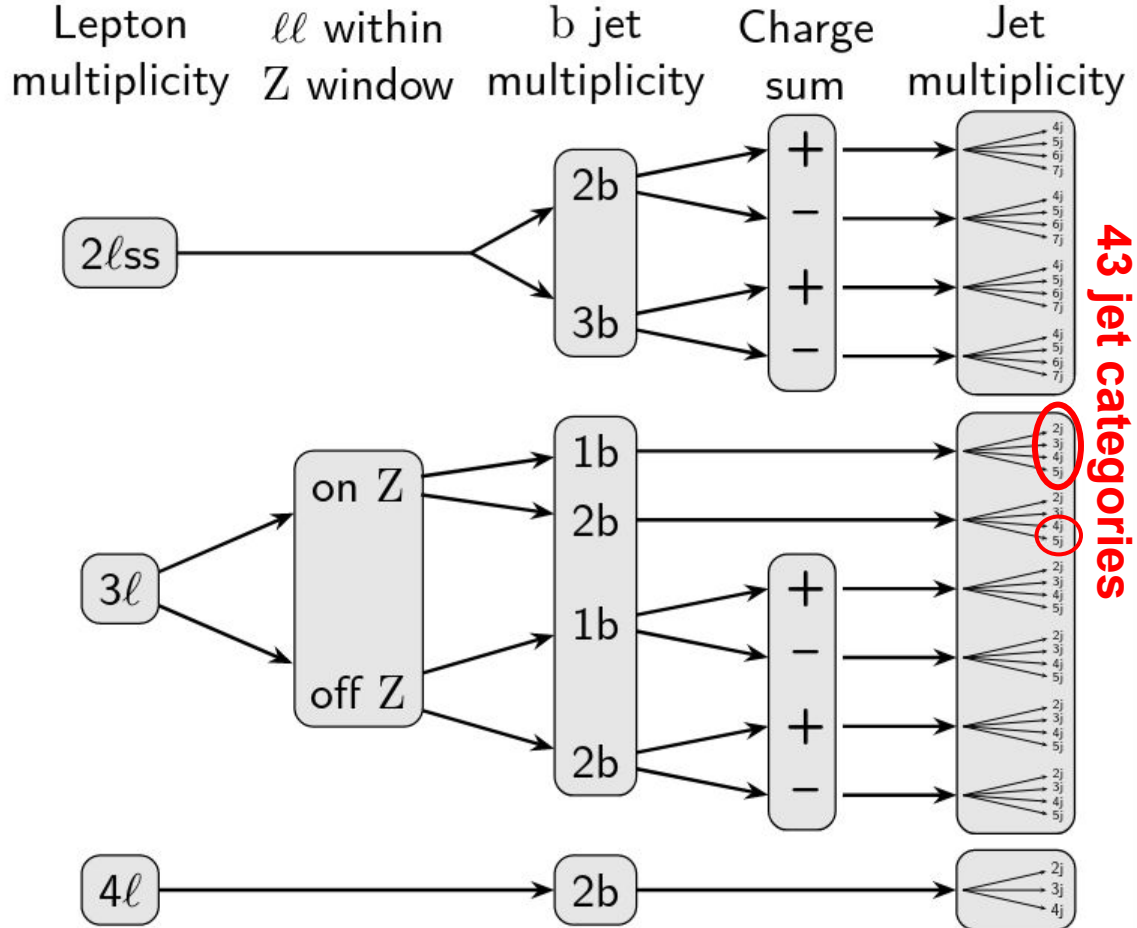 Lepton multiplicity
ℓℓ within Z window
b jet multiplicity
Charge sum
Jet multiplicity
2ℓss
2b
3b
+
−
+
−
4j
5j
6j
7j
4j
5j
6j
7j
4j
5j
6j
7j
4j
5j
6j
7j
3ℓ
on Z
off Z
1b
2b
1b
2b
+
−
+
−
2j
3j
4j
5j
2j
3j
4j
5j
2j
3j
4j
5j
2j
3j
4j
5j
2j
3j
4j
5j
2j
3j
4j
5j
4ℓ
2b
2j
3j
4j
43 jet categories